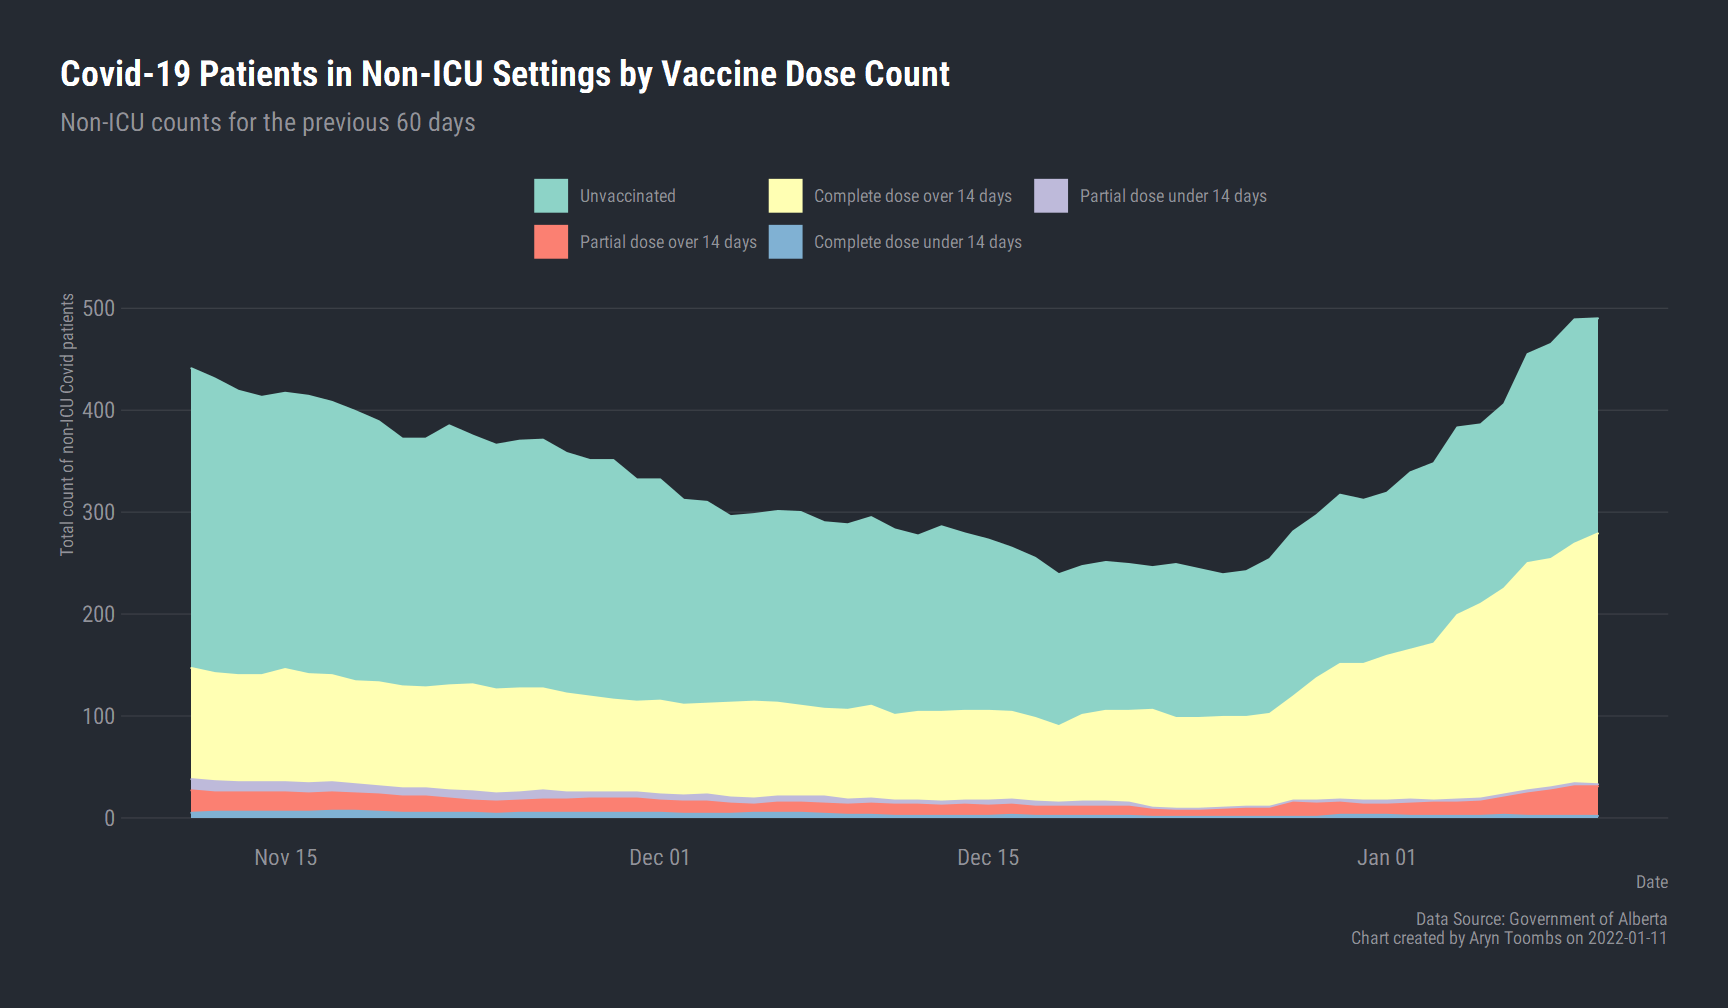 Covid-19 Patients in Non-ICU Settings by Vaccine Dose Count
Non-ICU counts for the previous 60 days
Unvaccinated
Complete dose over 14 days
Partial dose under 14 days
Partial dose over 14 days
Complete dose under 14 days
Total count of non-ICU Covid patients
500
400
300
200
100
0
Nov 15
Dec 01
Dec 15
Jan 01
Date
Data Source: Government of Alberta
Chart created by Aryn Toombs on 2022-01-11